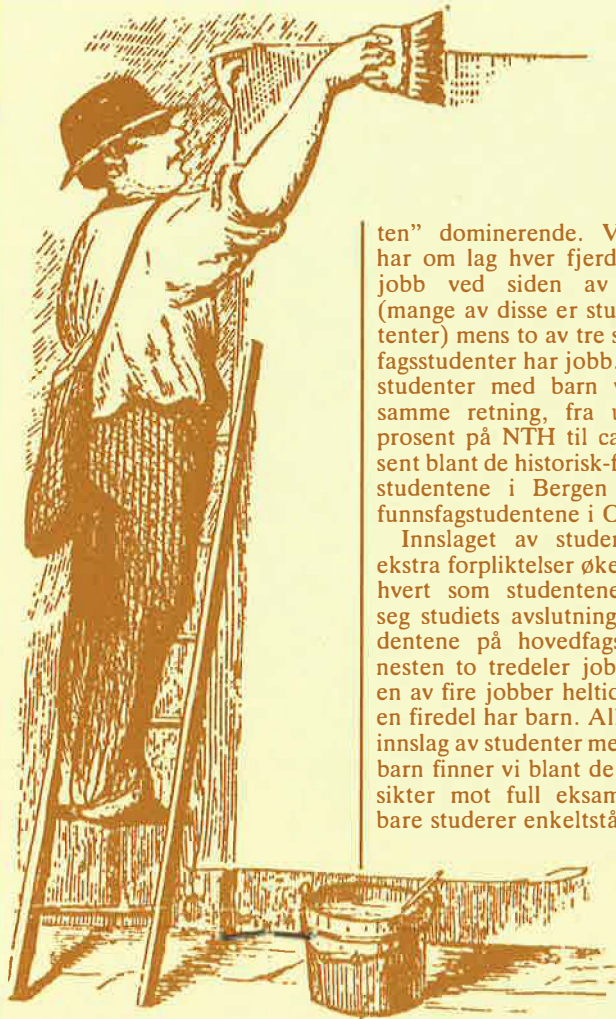 ten” dominerende. V
har om lag hver fjerd
jobb ved siden av
(mange av disse er stu
tenter) mens to av tre s
fagsstudenter har jobb.
studenter med barn v
samme retning, fra u
prosent på NTH til ca
sent blant de historisk-f
studentene i Bergen
funnsfagstudentene i O
Innslaget av studen
ekstra forpliktelser øke
hvert som studentene
seg studiets avslutning
dentene på hovedfags
nesten to tredeler job
en av fire jobber heltid
en firedel har barn. Al
innslag av studenter me
barn finner vi blant de
sikter mot full eksam
bare studerer enkeltstå